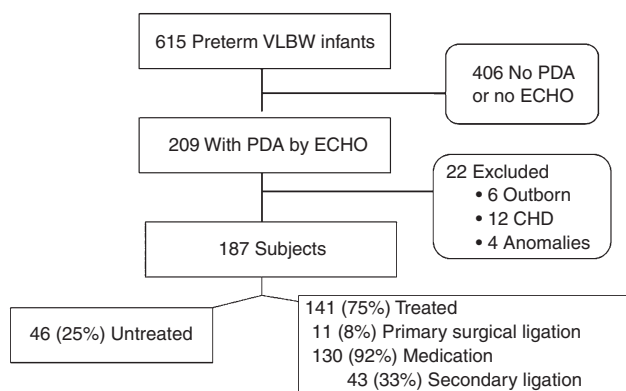 615 Preterm VLBW infants
406 No PDA
or no ECHO
209 With PDA by ECHO
22 Excluded
• 6 Outborn
• 12 CHD
• 4 Anomalies
187 Subjects
46 (25%) Untreated
141 (75%) Treated
11 (8%) Primary surgical ligation
130 (92%) Medication
43 (33%) Secondary ligation